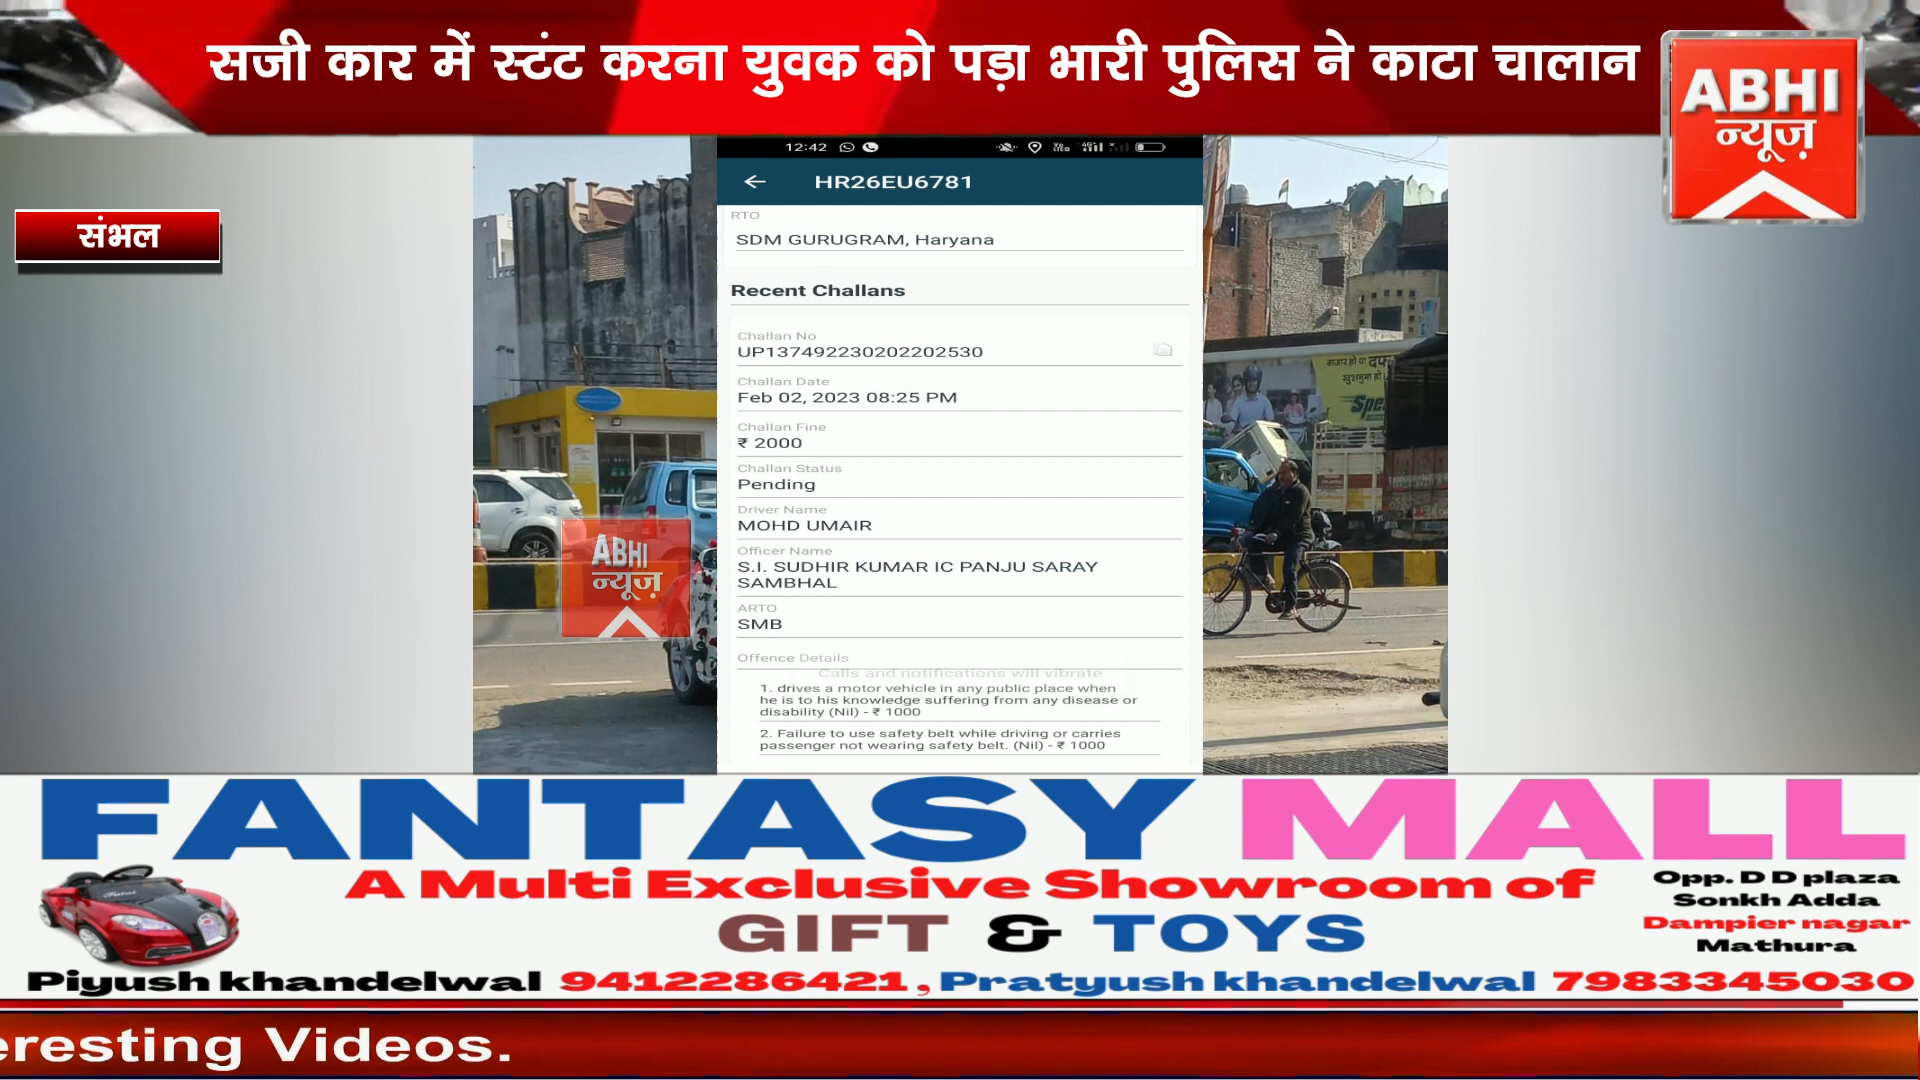 सजी कार में स्टंट करना युवक को पड़ा भारी पुलिस ने काटा चालान
ABHI
न्यूज़
संभल
12:42
HR26EU6781
RTO
SDM GURUGRAM, Haryana
Recent Challans
Challan No
UP137492230202202530
Challan Date
Feb 02, 2023 08:25 PM
Challan Fine
₹ 2000
Challan Status
Pending
Driver Name
MOHD UMAIR
Officer Name
S.I. SUDHIR KUMAR IC PANJU SARAY
SAMBHAL
ARTO
SMB
Offence Details
Calls and notifications will vibrate
1. drives a motor vehicle in any public place when
he is to his knowledge suffering from any disease or
disability (Nil) - ₹ 1000
2. Failure to use safety belt while driving or carries
passenger not wearing safety belt. (Nil) - ₹ 1000
ABHI
न्यूज़
बाजार हो या दफ
खुशनुमा हो
Spe
FANTASY MALL
A Multi Exclusive Showroom of
GIFT & TOYS
Opp. D D plaza
Sonkh Adda
Dampier nagar
Mathura
Piyush khandelwal 9412286421, Pratyush khandelwal 7983345030
eresting Videos.